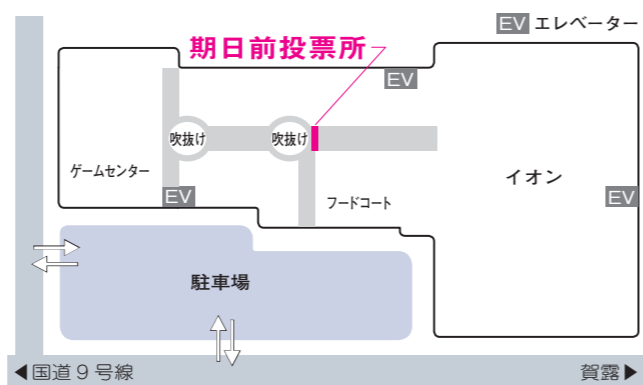 EV エレベーター
期日前投票所
EV
吹抜け
吹抜け
ゲームセンター
イオン
EV
フードコート
EV
駐車場
◀国道9号線
賀露▶